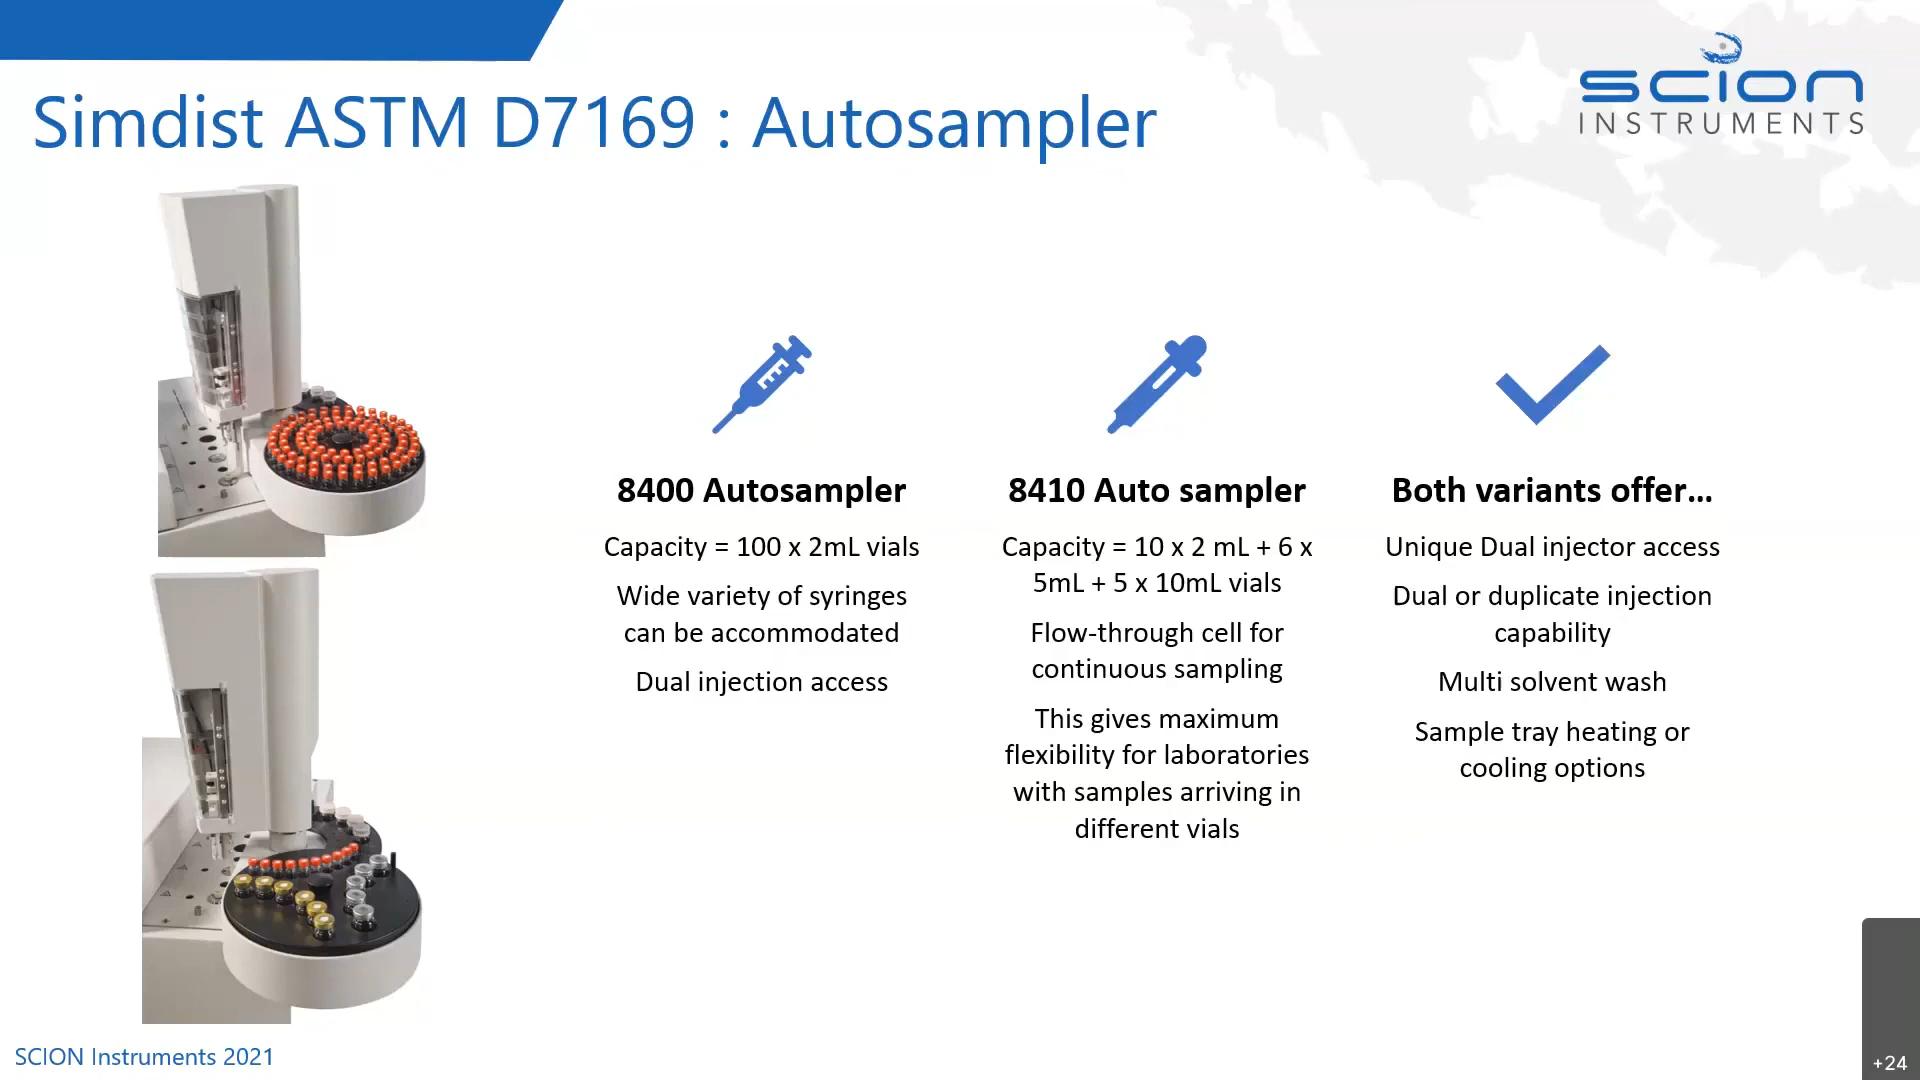 scion
INSTRUMENTS
Simdist ASTM D7169 : Autosampler
8400 Autosampler
Capacity = 100 x 2mL vials
Wide variety of syringes
can be accommodated
Dual injection access
8410 Auto sampler
Capacity = 10 x 2 mL + 6 x
5mL + 5 x 10mL vials
Flow-through cell for
continuous sampling
This gives maximum
flexibility for laboratories
with samples arriving in
different vials
Both variants offer...
Unique Dual injector access
Dual or duplicate injection
capability
Multi solvent wash
Sample tray heating or
cooling options
SCION Instruments 2021
+24